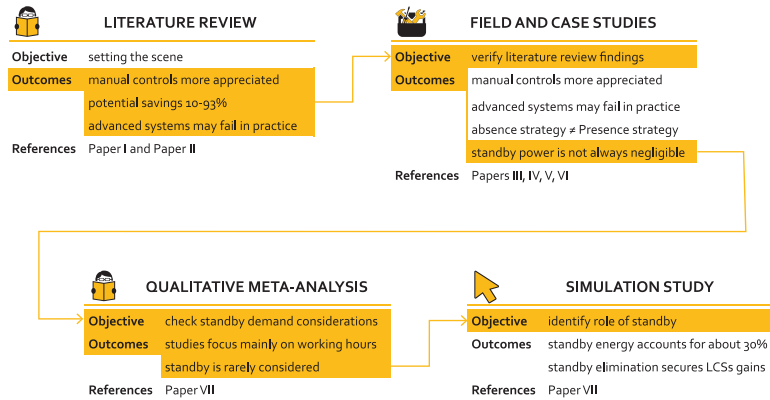 LITERATURE REVIEW
Objective setting the scene
Outcomes manual controls more appreciated
potential savings 10-93%
advanced systems may fail in practice
References Paper I and Paper II
FIELD AND CASE STUDIES
Objective verify literature review findings
Outcomes manual controls more appreciated
advanced systems may fail in practice
absence strategy ≠ Presence strategy
standby power is not always negligible
References Papers III, IV, V, VI
QUALITATIVE META-ANALYSIS
Objective check standby demand considerations
Outcomes studies focus mainly on working hours
standby is rarely considered
References Paper VII
SIMULATION STUDY
Objective identify role of standby
Outcomes standby energy accounts for about 30%
standby elimination secures LCSs gains
References Paper VII